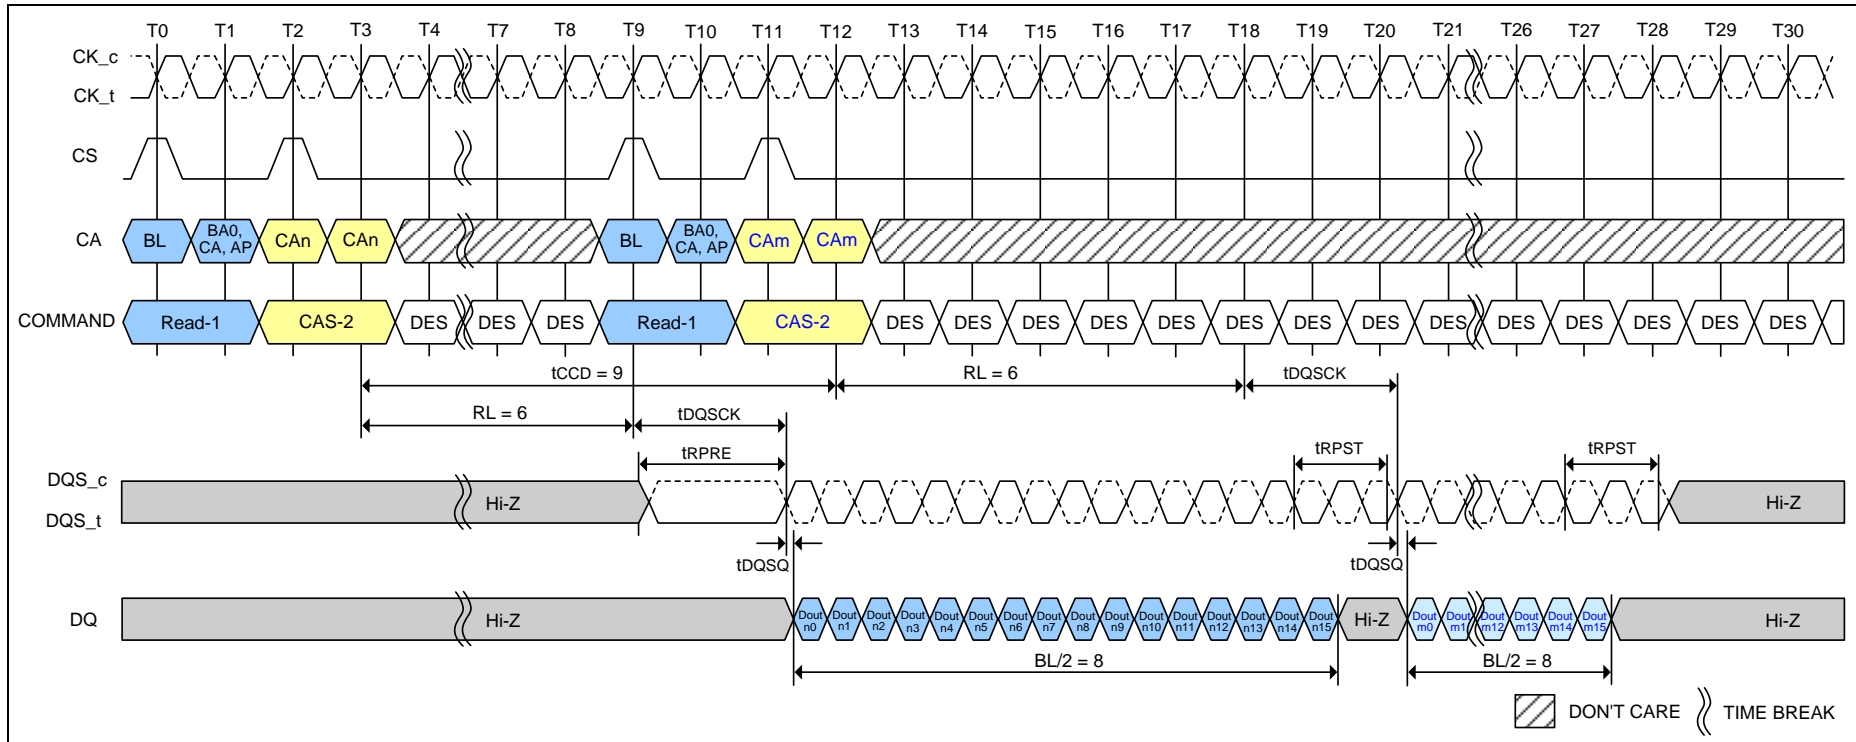 T0 T1 T2 T3 T4 T7 T8 T9 T10 T11 T12 T13 T14 T15 T16 T17 T18 T19 T20 T21 T26 T27 T28 T29 T30
CK_c
CK_t
CS
CA BL BA0, CA, AP CAn CAn BL BA0, CA, AP CAm CAm
COMMAND Read-1 CAS-2 DES DES DES Read-1 CAS-2 DES DES DES DES DES DES DES DES DES DES DES DES DES DES
tCCD = 9 RL = 6 tDQSCK
RL = 6 tDQSCK
tRPRE tRPST tRPST
DQS_c
Hi-Z Hi-Z
DQS_t
tDQSQ tDQSQ
DQ Hi-Z Dout n0 Dout n1 Dout n2 Dout n3 Dout n4 Dout n5 Dout n6 Dout n7 Dout n8 Dout n9 Dout n10 Dout n11 Dout n12 Dout n13 Dout n14 Dout n15 Hi-Z Dout m0 Dout m1 Dout m12 Dout m13 Dout m14 Dout m15 Hi-Z
BL/2 = 8 BL/2 = 8
DON'T CARE TIME BREAK